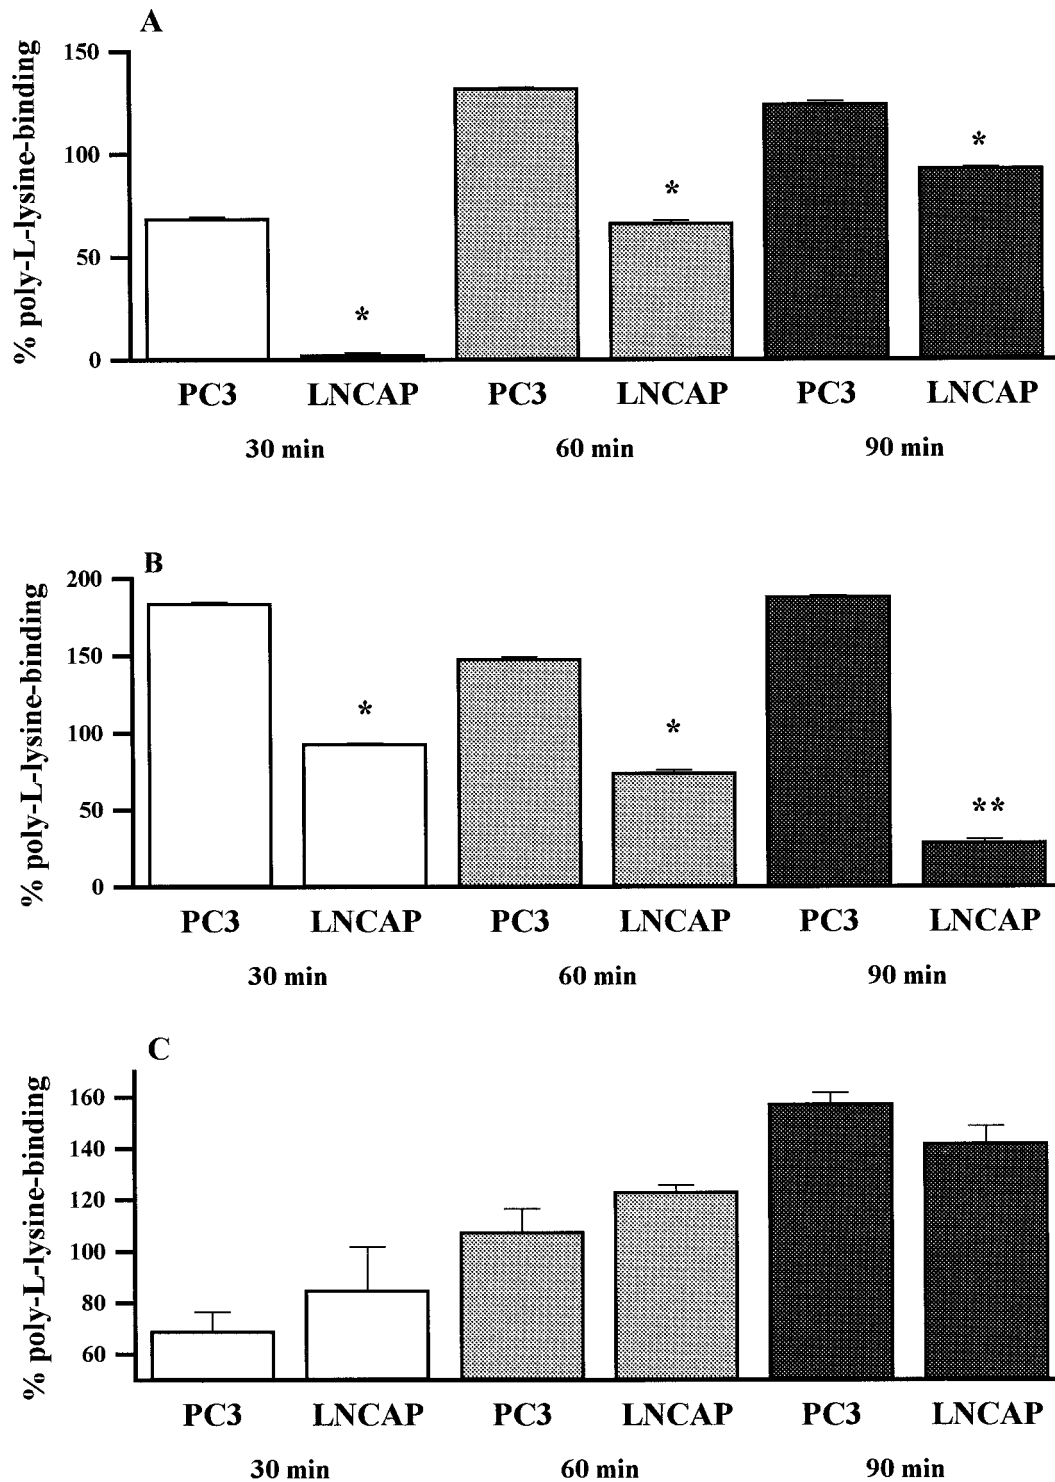 A
% poly-L-lysine-binding
150
100
50
0
*
*
*
PC3 LNCAP PC3 LNCAP PC3 LNCAP
30 min 60 min 90 min
B
% poly-L-lysine-binding
200
150
100
50
0
*
*
**
PC3 LNCAP PC3 LNCAP PC3 LNCAP
30 min 60 min 90 min
C
% poly-L-lysine-binding
160
140
120
100
80
60
PC3 LNCAP PC3 LNCAP PC3 LNCAP
30 min 60 min 90 min